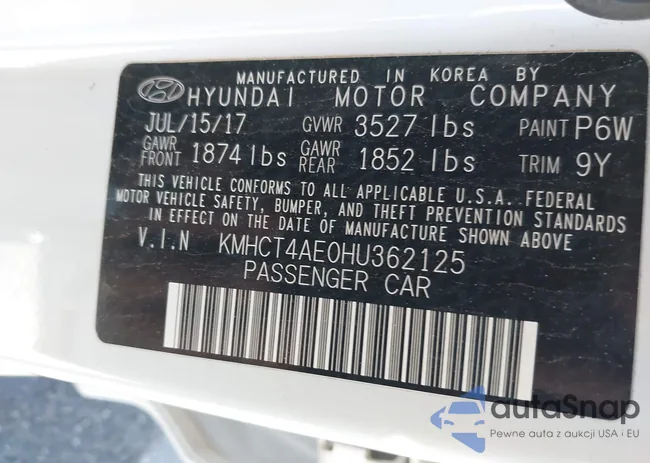 MANUFACTURED IN KOREA BY
HYUNDAI MOTOR COMPANY
JUL/15/17 GVWR 3527 lbs PAINT P6W
GAWR FRONT 1874 lbs GAWR REAR 1852 lbs TRIM 9Y
THIS VEHICLE CONFORMS TO ALL APPLICABLE U.S.A. FEDERAL
MOTOR VEHICLE SAFETY, BUMPER, AND THEFT PREVENTION STANDARDS
IN EFFECT ON THE DATE OF MANUFACTURE SHOWN ABOVE
V.I.N KMHCT4AE0HU362125
PASSENGER CAR
autoSnap
Pewne auta z aukcji USA i EU